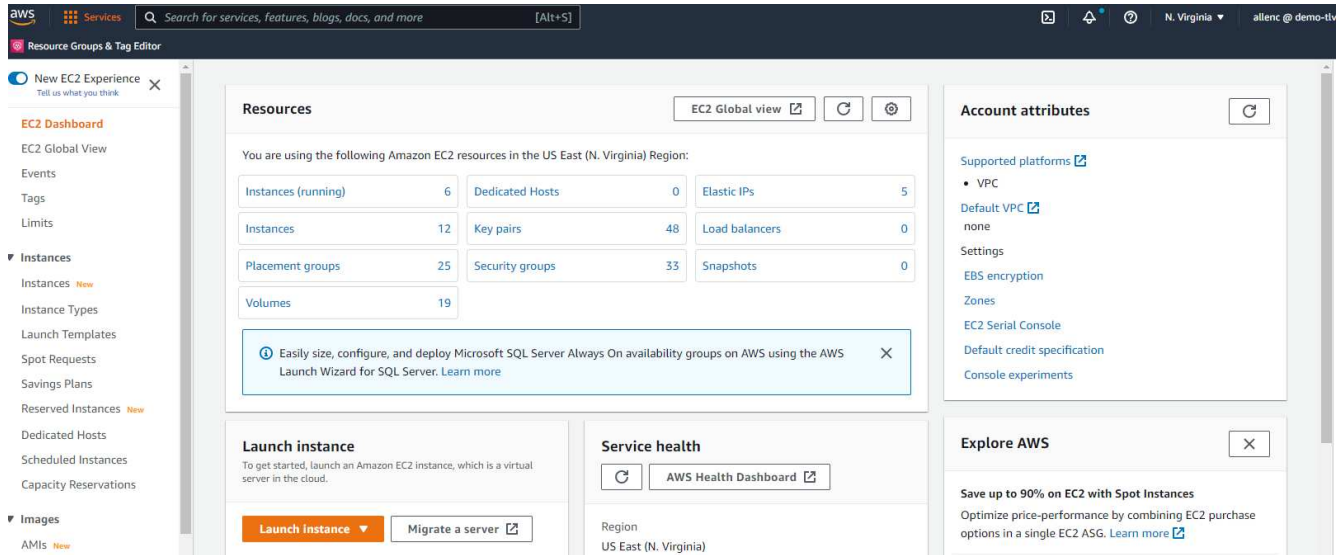 aws
Services
Search for services, features, blogs, docs, and more [Alt+S]
N. Virginia
allenc @ demo-tlv
Resource Groups & Tag Editor
New EC2 Experience
Tell us what you think
EC2 Dashboard
EC2 Global View
Events
Tags
Limits
Instances
Instances New
Instance Types
Launch Templates
Spot Requests
Savings Plans
Reserved Instances New
Dedicated Hosts
Scheduled Instances
Capacity Reservations
Images
AMIs New
Resources
EC2 Global view
You are using the following Amazon EC2 resources in the US East (N. Virginia) Region:
Instances (running) 6 Dedicated Hosts 0 Elastic IPs 5
Instances 12 Key pairs 48 Load balancers 0
Placement groups 25 Security groups 33 Snapshots 0
Volumes 19
Easily size, configure, and deploy Microsoft SQL Server Always On availability groups on AWS using the AWS
Launch Wizard for SQL Server. Learn more
Launch instance
To get started, launch an Amazon EC2 instance, which is a virtual
server in the cloud.
Launch instance
Migrate a server
Service health
AWS Health Dashboard
Region
US East (N. Virginia)
Account attributes
Supported platforms
• VPC
Default VPC
none
Settings
EBS encryption
Zones
EC2 Serial Console
Default credit specification
Console experiments
Explore AWS
Save up to 90% on EC2 with Spot Instances
Optimize price-performance by combining EC2 purchase
options in a single EC2 ASG. Learn more